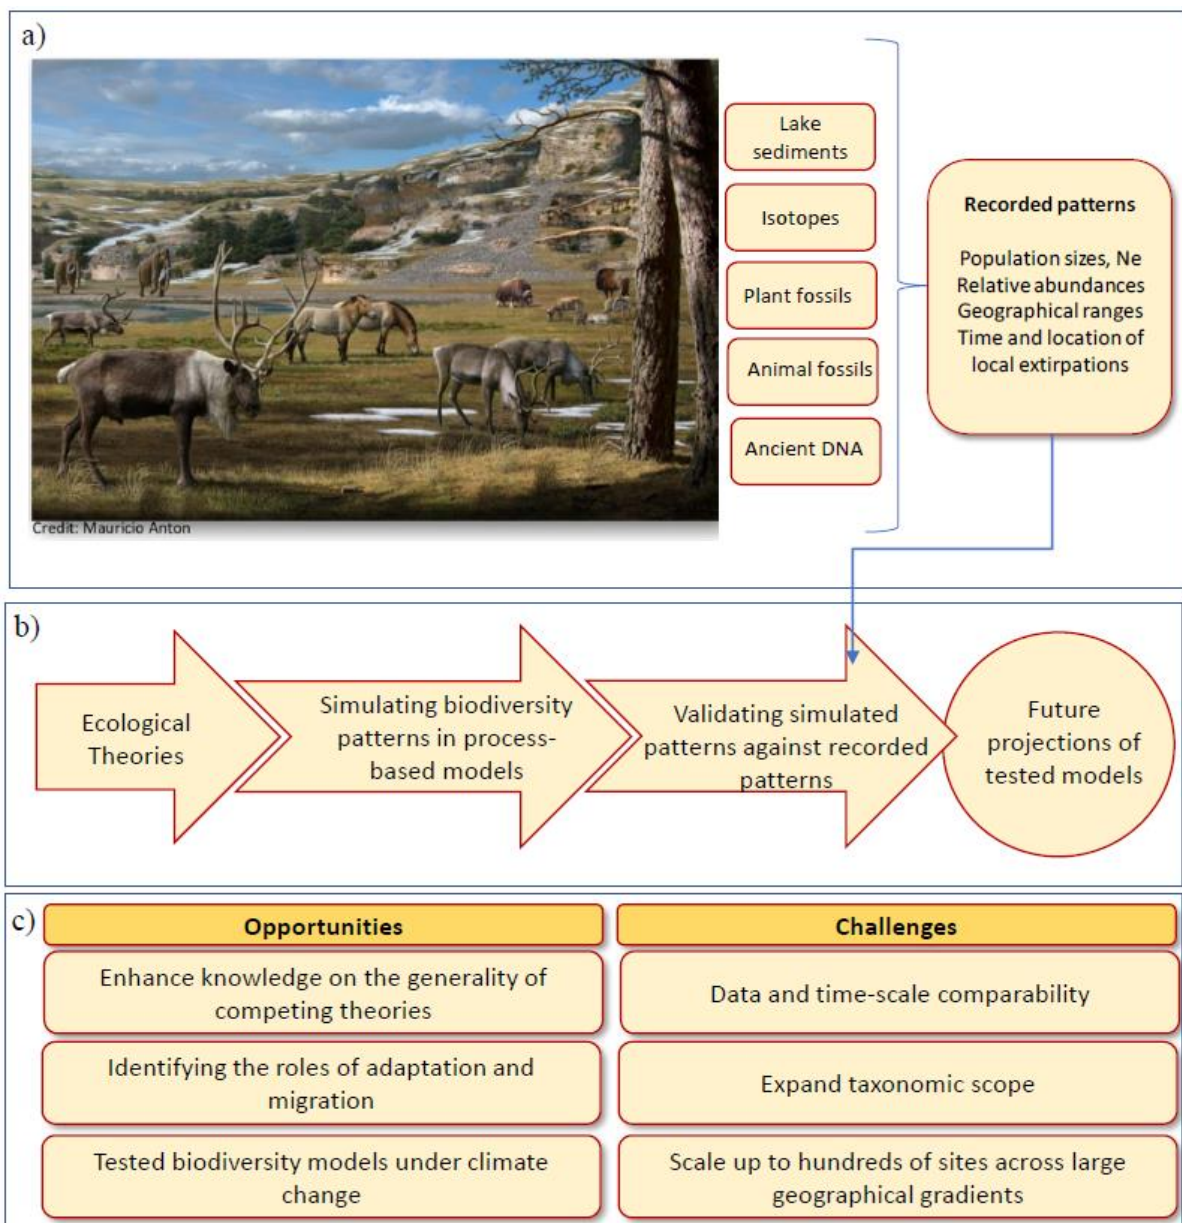 a)
Lake
sediments
Isotopes
Plant fossils
Animal fossils
Ancient DNA
Recorded patterns
Population sizes, Ne
Relative abundances
Geographical ranges
Time and location of
local extirpations
Credit: Mauricio Anton
b)
Ecological
Theories
Simulating biodiversity
patterns in process-
based models
Validating simulated
patterns against recorded
patterns
Future
projections of
tested models
c)
Opportunities
Challenges
Enhance knowledge on the generality of
competing theories
Data and time-scale comparability
Identifying the roles of adaptation and
migration
Expand taxonomic scope
Tested biodiversity models under climate
change
Scale up to hundreds of sites across large
geographical gradients